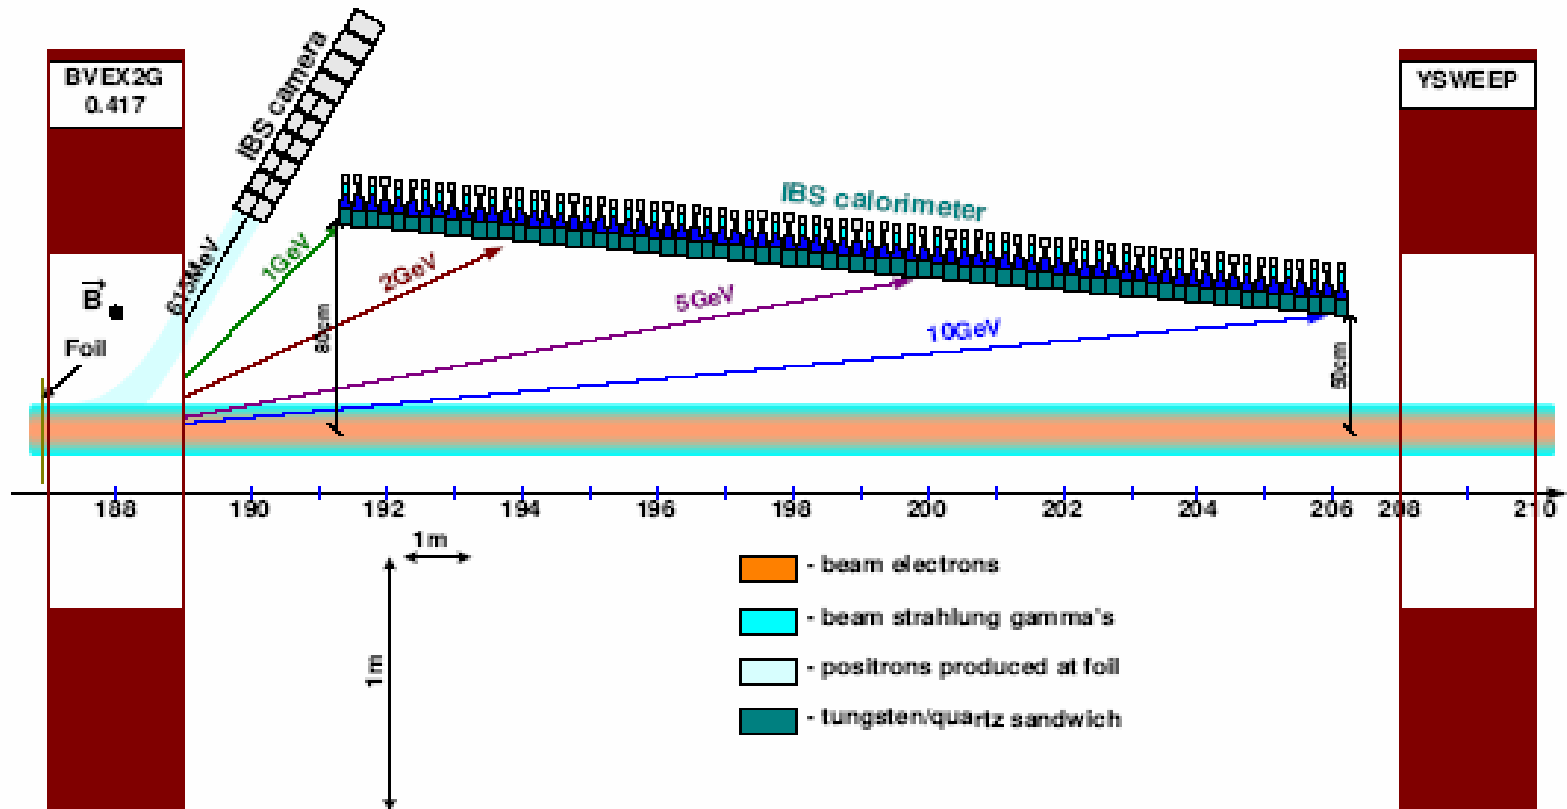 BVEX2G
0.417
IBS camera
YSWEEP
IBS calorimeter
613MeV
1GeV
2GeV
5GeV
10GeV
B
Foil
80cm
50cm
188
190
192
194
196
198
200
202
204
206
208
210
1m
1m
- beam electrons
- beam strahlung gamma's
- positrons produced at foil
- tungsten/quartz sandwich